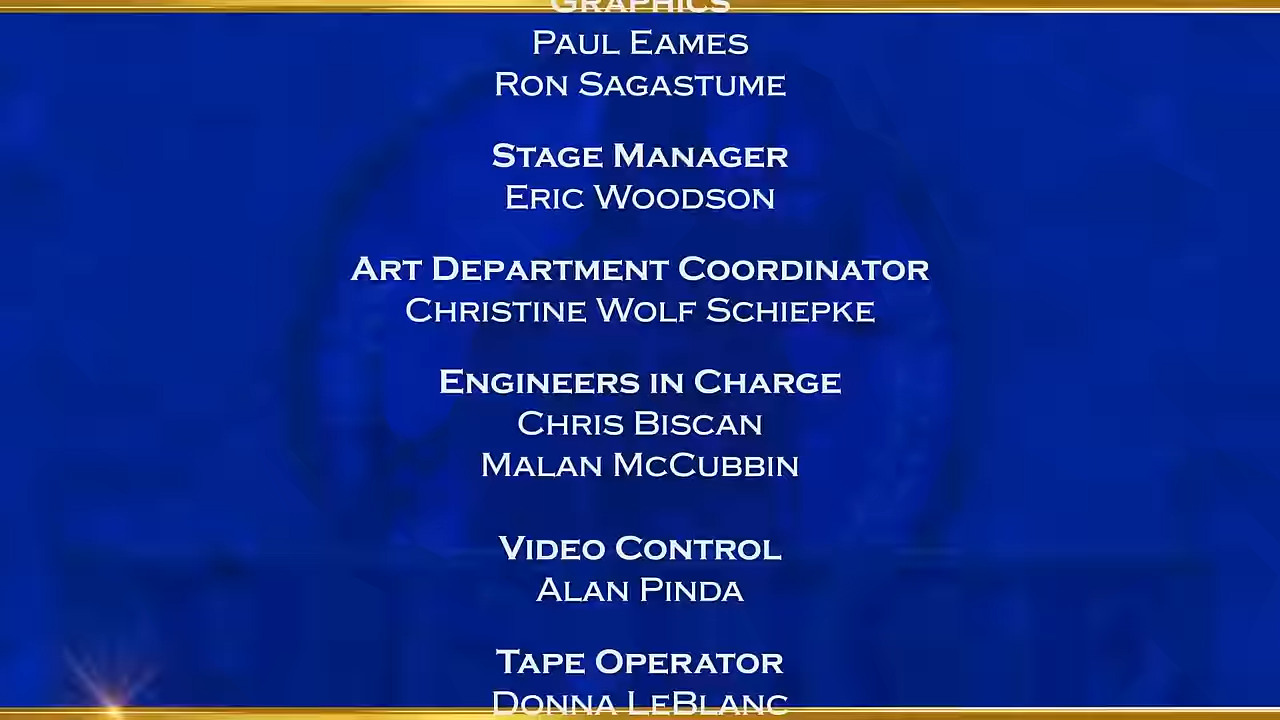 GRAPHICS
PAUL EAMES
RON SAGASTUME
STAGE MANAGER
ERIC WOODSON
ART DEPARTMENT COORDINATOR
CHRISTINE WOLF SCHIEPKE
ENGINEERS IN CHARGE
CHRIS BISCAN
MALAN MCCUBBIN
VIDEO CONTROL
ALAN PINDA
TAPE OPERATOR
DONNA LEBLANC